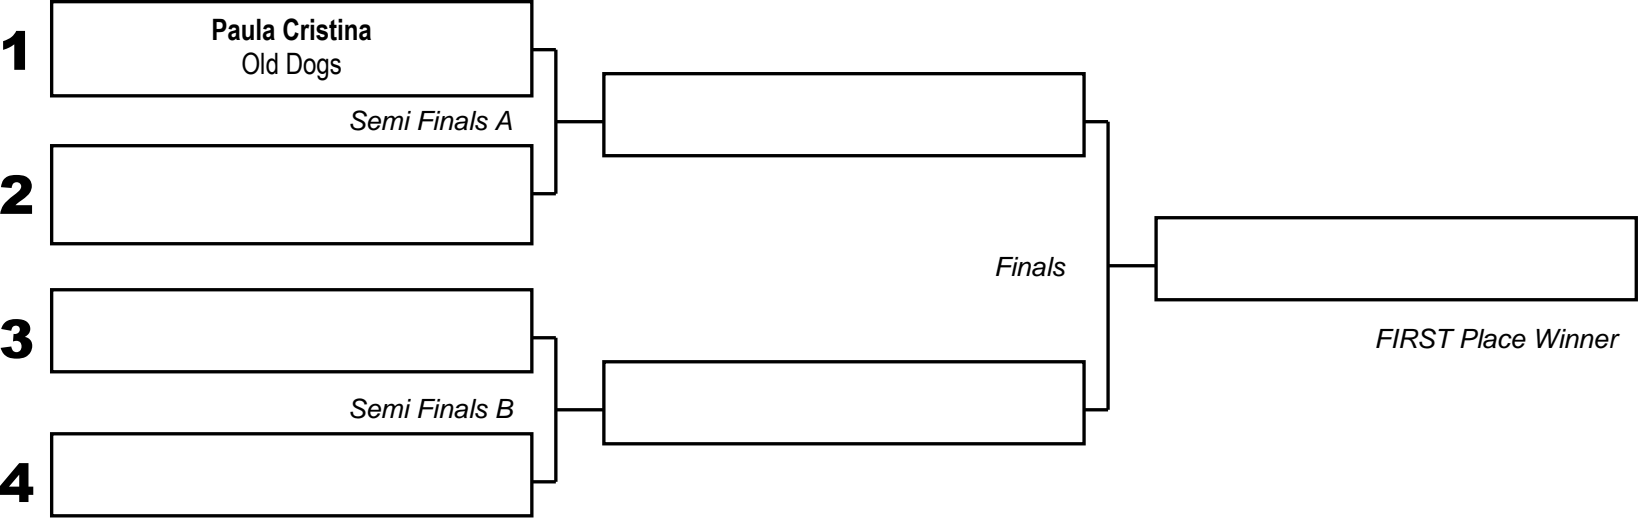 1
Paula Cristina
Old Dogs
Semi Finals A
2
Finals
3
FIRST Place Winner
Semi Finals B
4